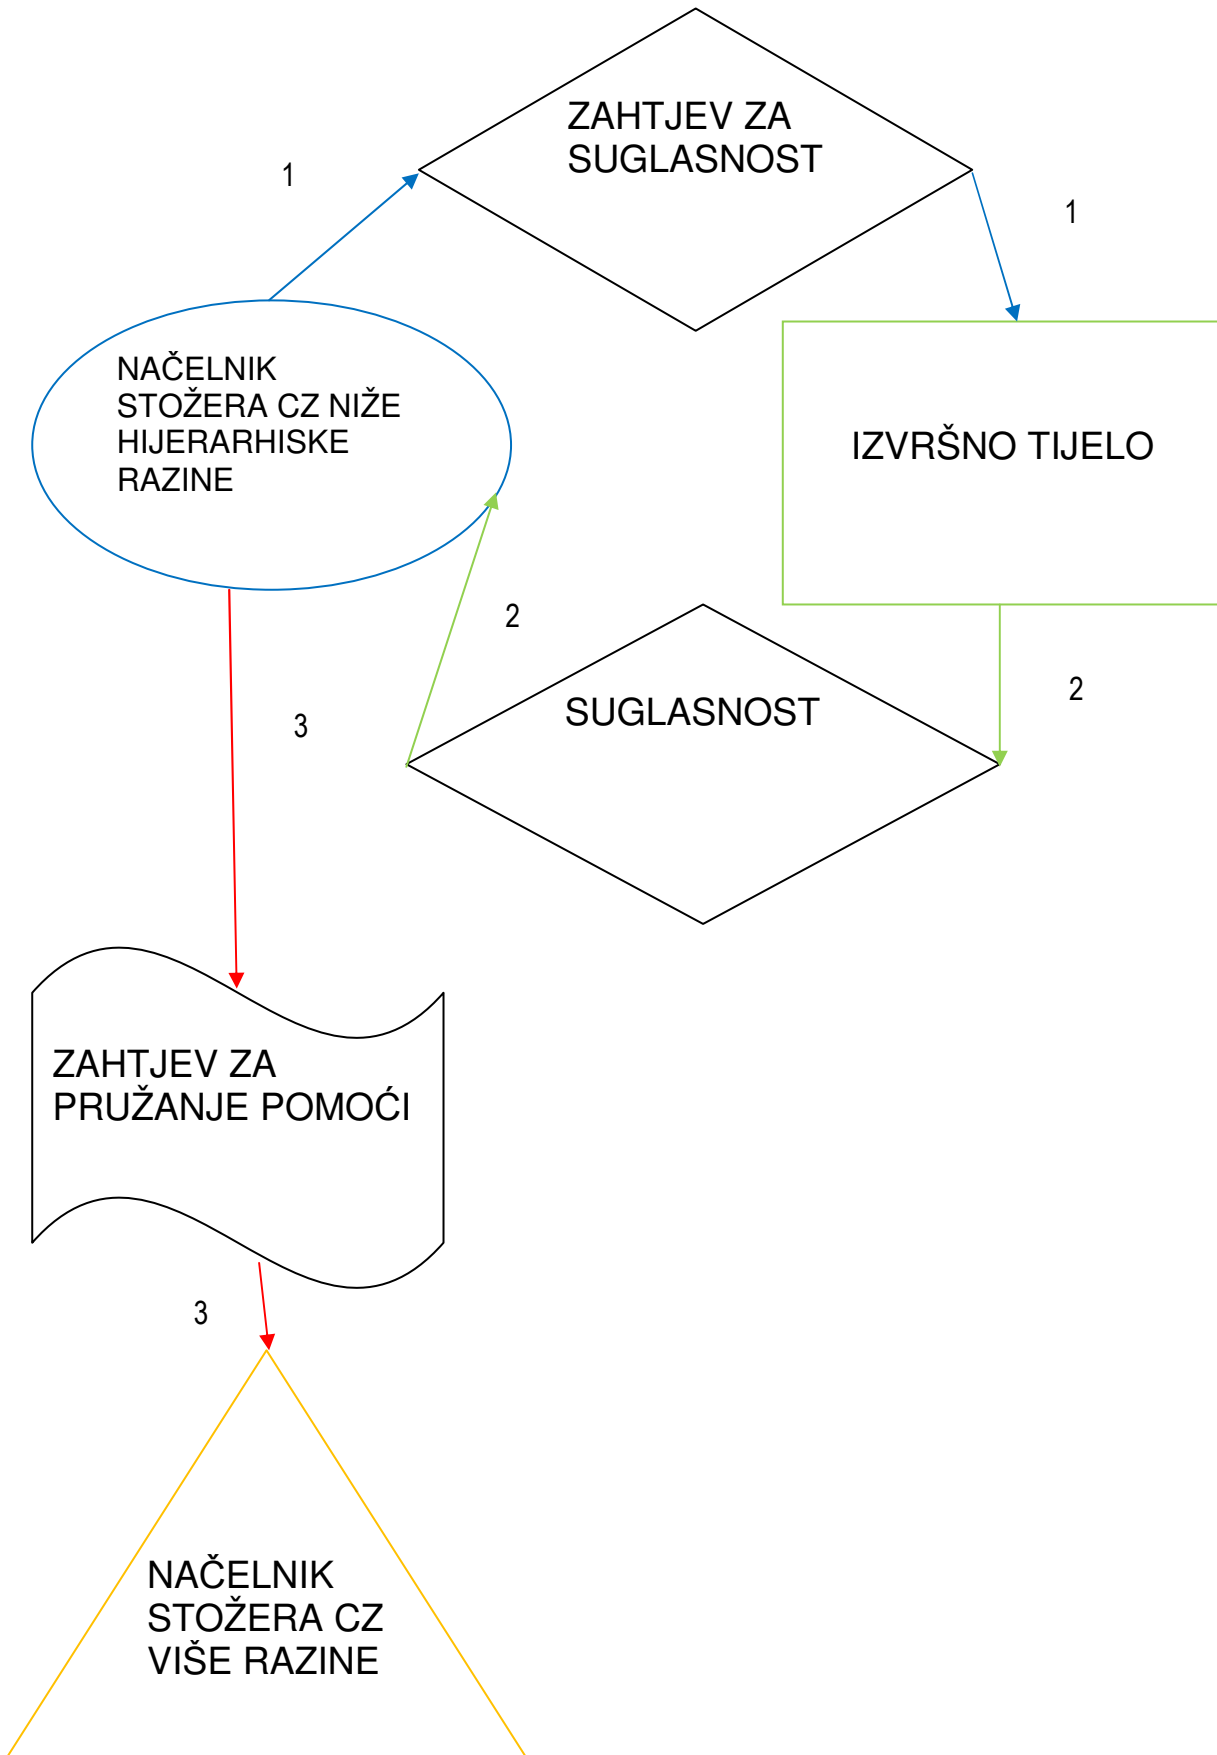 ZAHTJEV ZA
SUGLASNOST
1
1
NAČELNIK
STOŽERA CZ NIŽE
HIJERARHISKE
RAZINE
IZVRŠNO TIJELO
2
2
SUGLASNOST
3
ZAHTJEV ZA
PRUŽANJE POMOĆI
3
NAČELNIK
STOŽERA CZ
VIŠE RAZINE